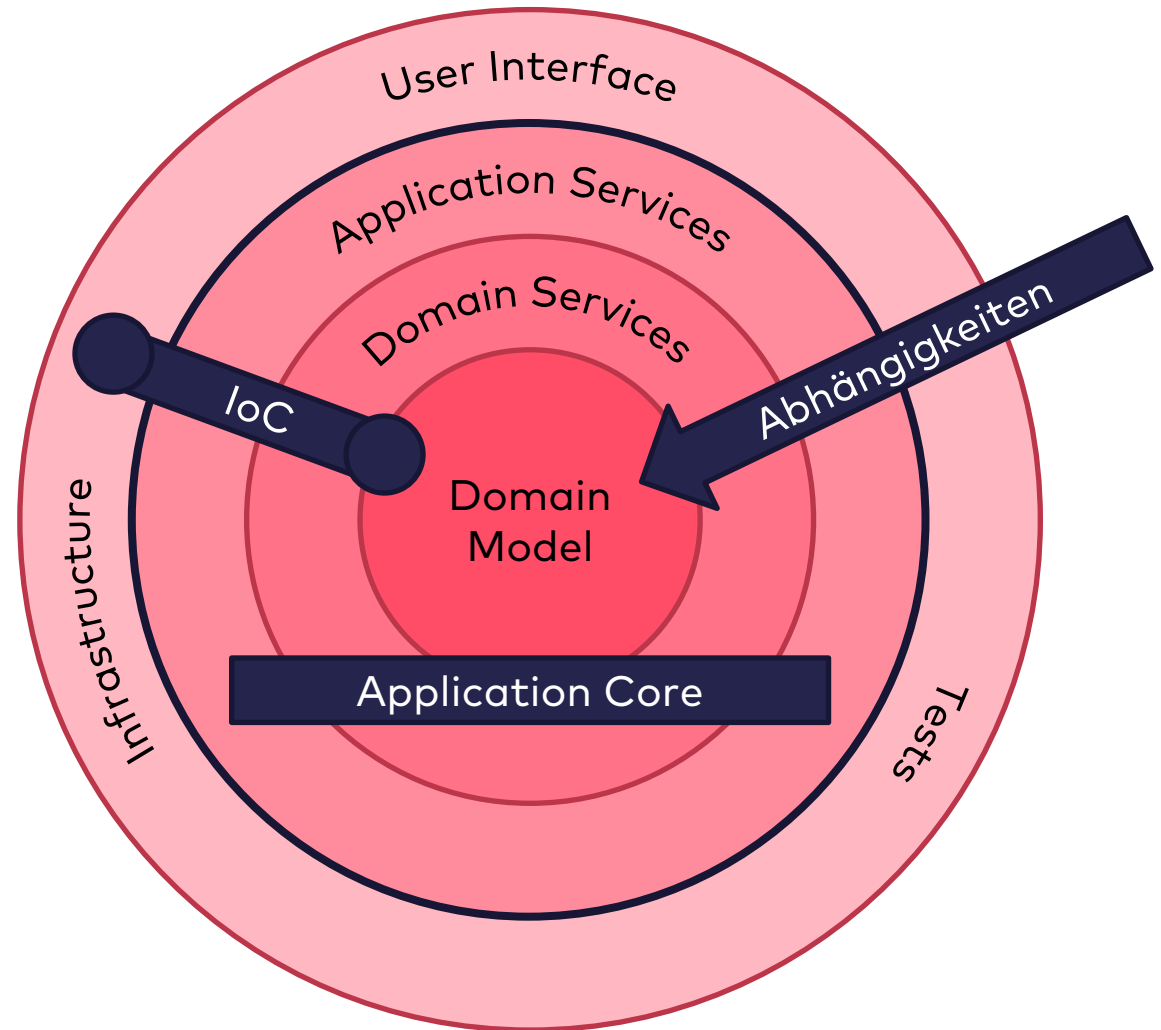 User Interface
Application Services
Domain Services
Abhängigkeiten
IoC
Domain
Model
Infrastructure
Application Core
Tests